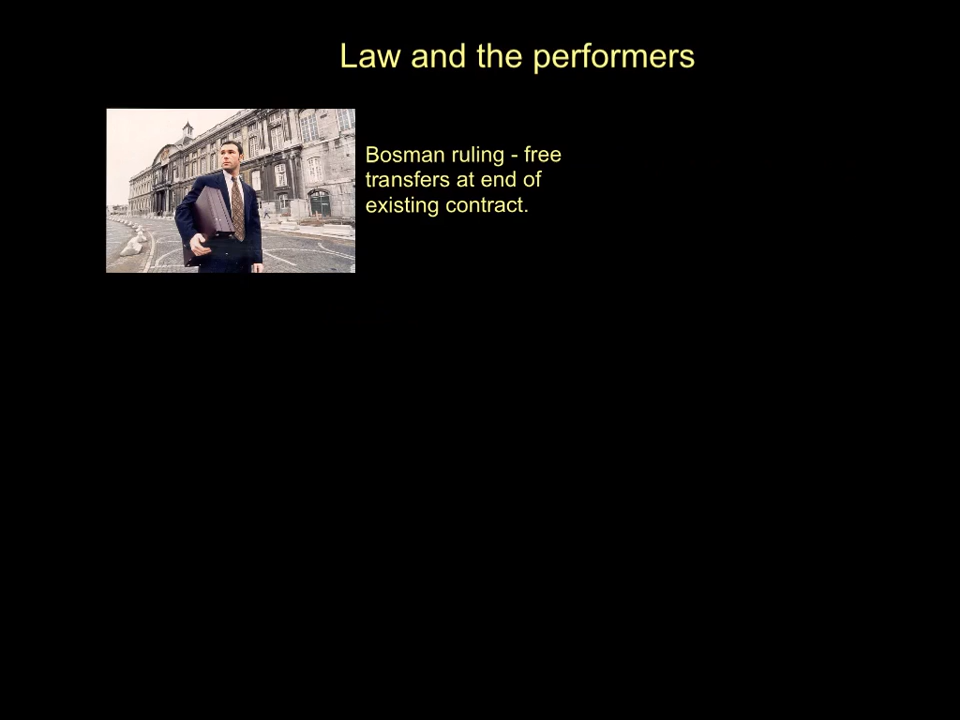 Law and the performers
Bosman ruling - free
transfers at end of
existing contract.